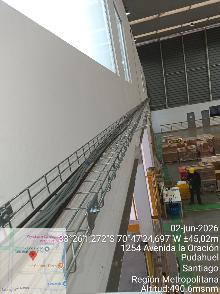 02-jun-2026
33°26'1,272"S 70°47'24,697"W ±45,02m
1254 Avenida la Oración
Pudahuel
Santiago
Región Metropolitana
Altitud:490.6msnm